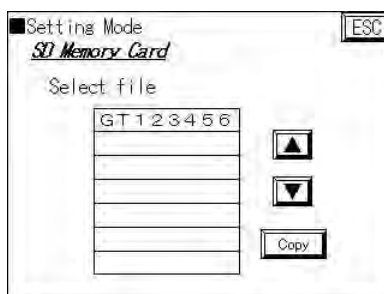 ■Setting Mode
ESC
SD Memory Card
Select file
GT123456
▲
▼
Copy